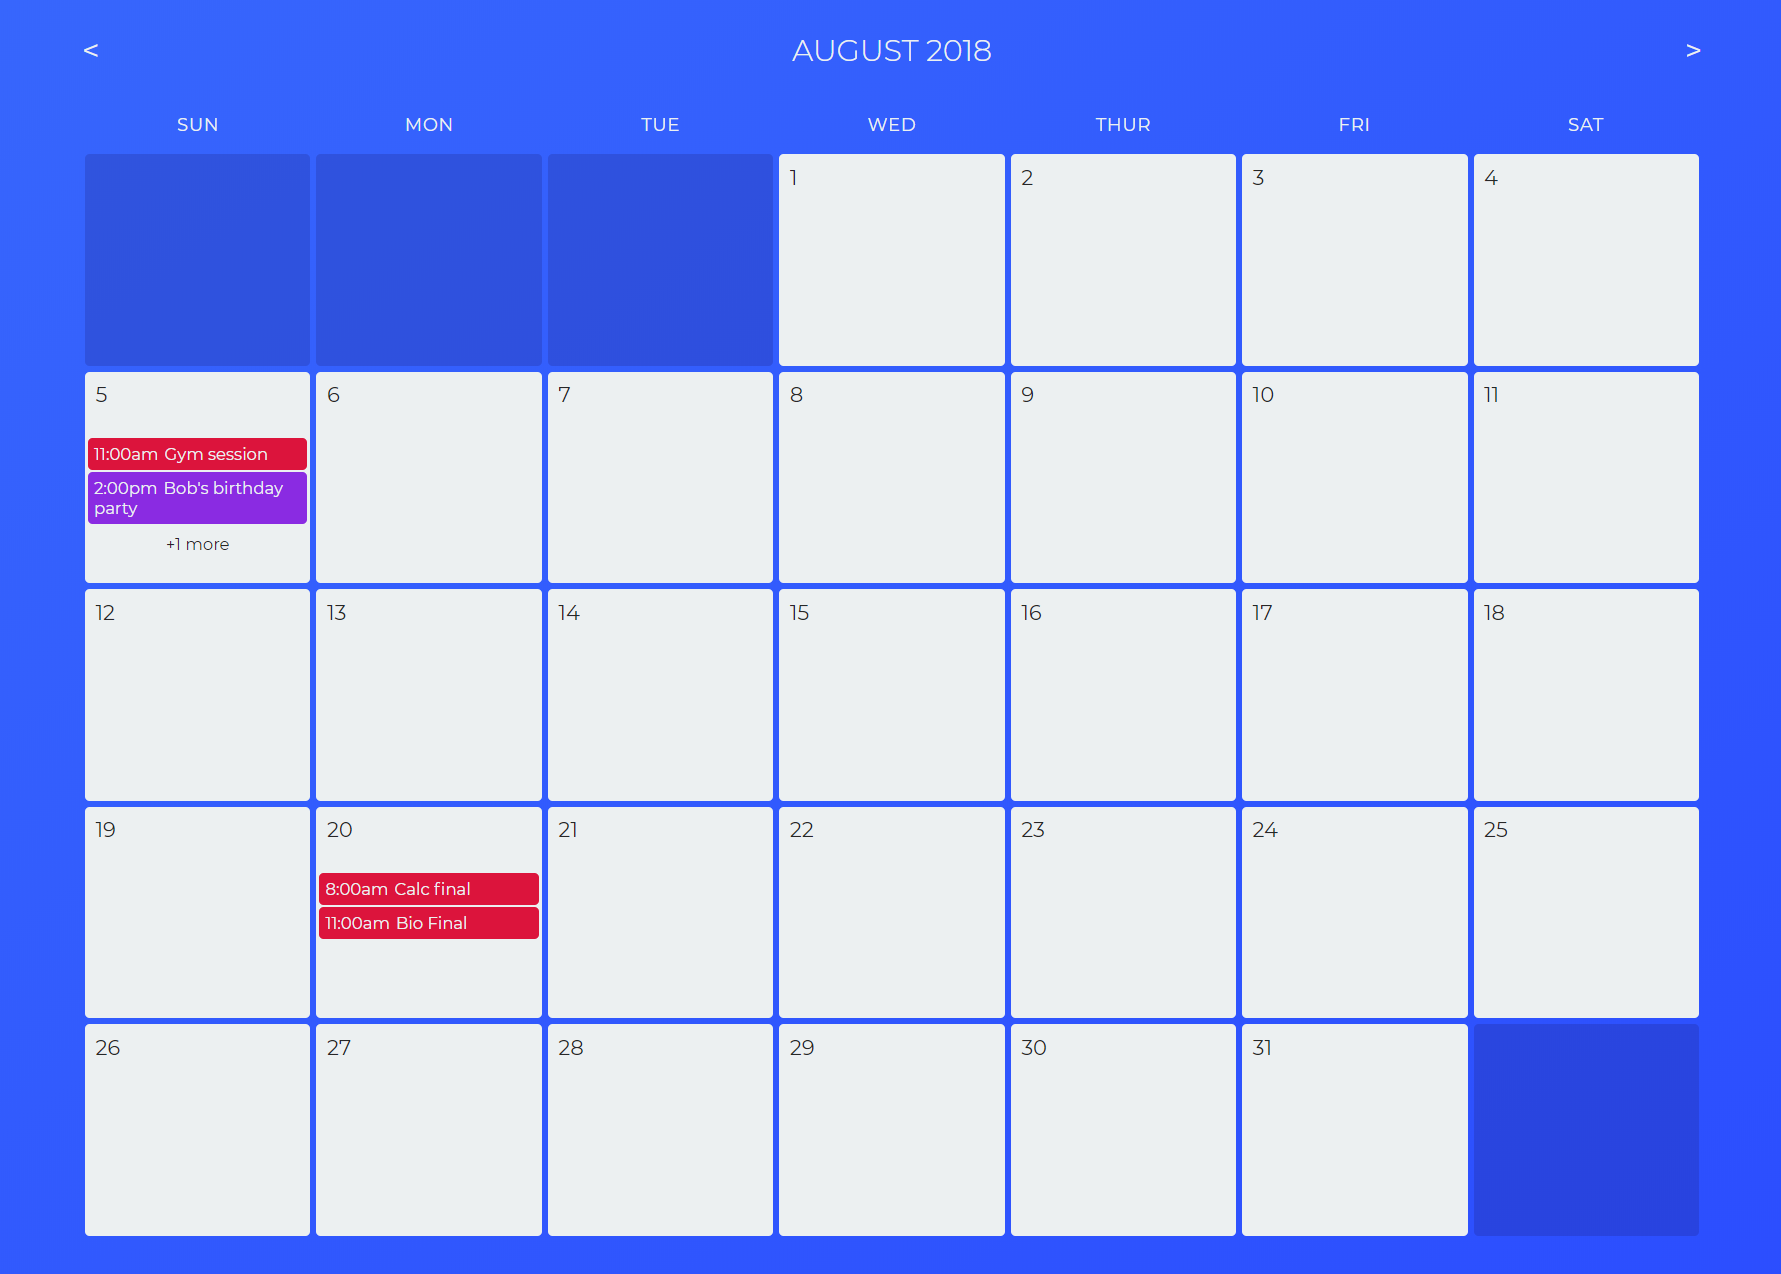 < AUGUST 2018 >
SUN MON TUE WED THUR FRI SAT
1 2 3 4
5 6 7 8 9 10 11
11:00am Gym session
2:00pm Bob's birthday
party
+1 more
12 13 14 15 16 17 18
19 20 21 22 23 24 25
8:00am Calc final
11:00am Bio Final
26 27 28 29 30 31